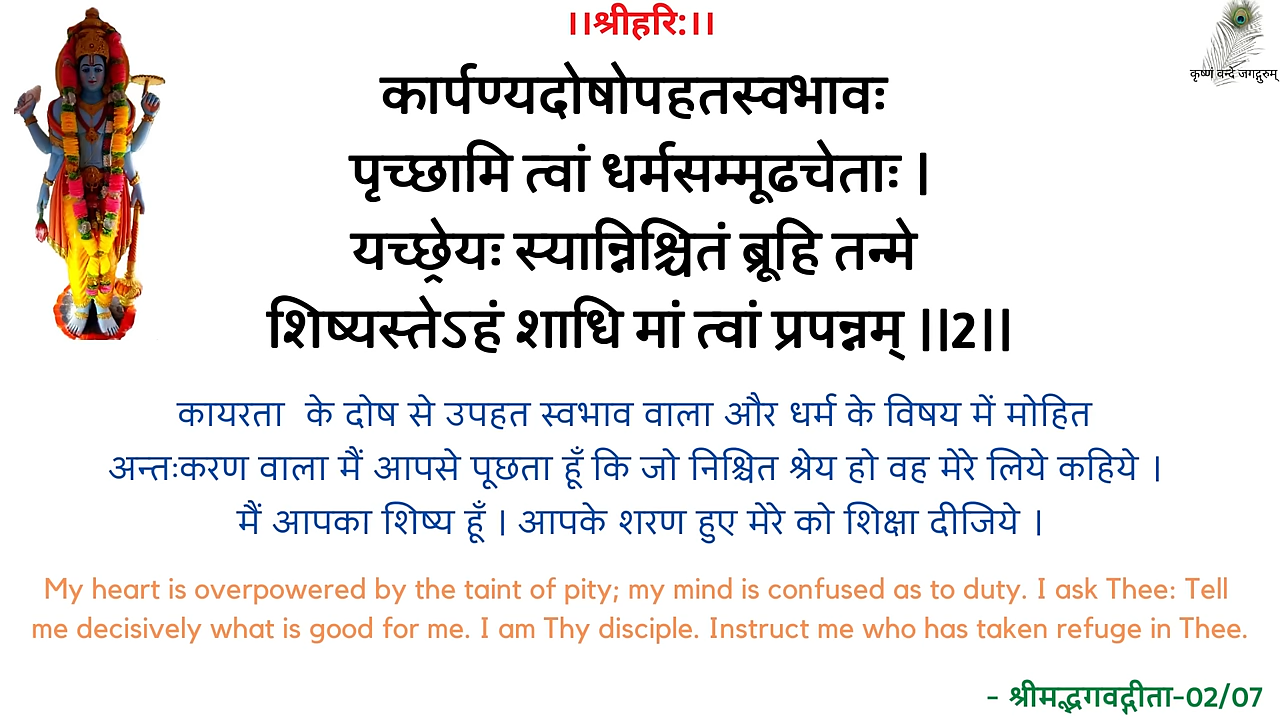 ।।श्रीहरि:।।
कृष्णं वन्दे जगद्गुरुम्
कार्पण्यदोषोपहतस्वभावः
पृच्छामि त्वां धर्मसम्मूढचेताः |
यच्छ्रेयः स्यान्निश्चितं ब्रूहि तन्मे
शिष्यस्तेऽहं शाधि मां त्वां प्रपन्नम् ||2||
कायरता के दोष से उपहत स्वभाव वाला और धर्म के विषय में मोहित
अन्तःकरण वाला मैं आपसे पूछता हूँ कि जो निश्चित श्रेय हो वह मेरे लिये कहिये ।
मैं आपका शिष्य हूँ । आपके शरण हुए मेरे को शिक्षा दीजिये ।
My heart is overpowered by the taint of pity; my mind is confused as to duty. I ask Thee: Tell
me decisively what is good for me. I am Thy disciple. Instruct me who has taken refuge in Thee.
- श्रीमद्भगवद्गीता-02/07